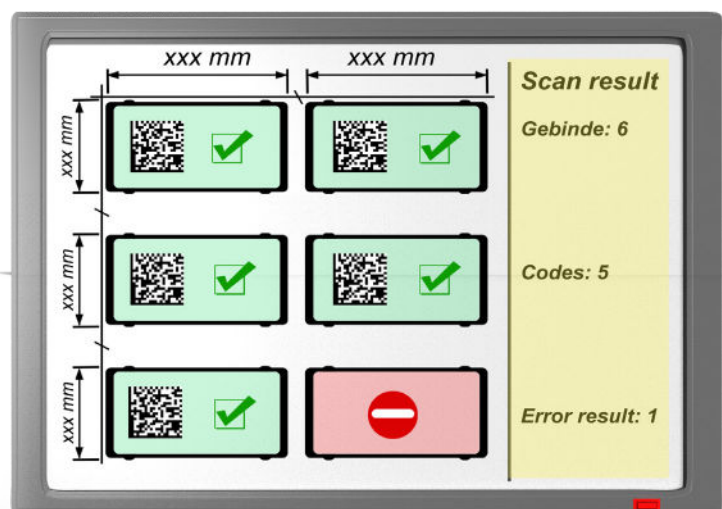 xxx mm
xxx mm
Scan result
xxx mm
Gebinde: 6
xxx mm
Codes: 5
xxx mm
Error result: 1